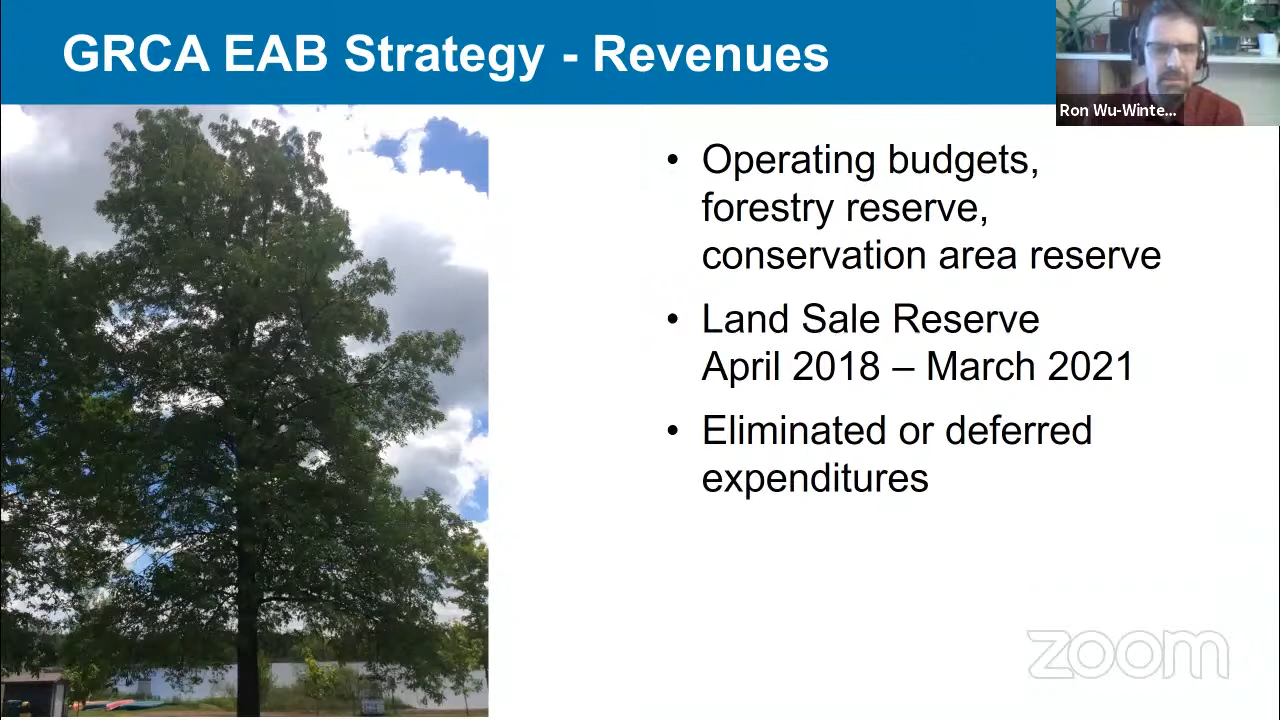 GRCA EAB Strategy - Revenues
Ron Wu-Winte...
• Operating budgets,
forestry reserve,
conservation area reserve
• Land Sale Reserve
April 2018 – March 2021
• Eliminated or deferred
expenditures
zoom